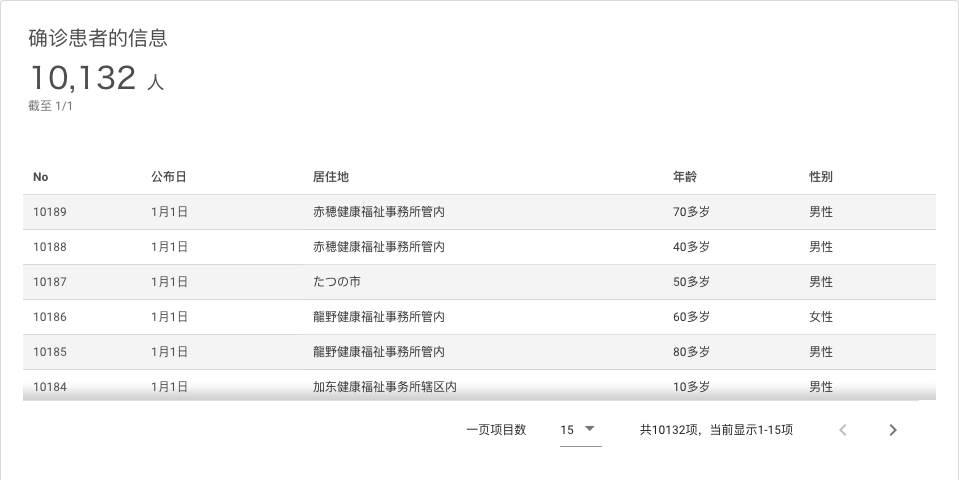 确诊患者的信息
10,132 人
截至 1/1
No 公布日 居住地 年龄 性别
10189 1月1日 赤穂健康福祉事務所管内 70多岁 男性
10188 1月1日 赤穂健康福祉事務所管内 40多岁 男性
10187 1月1日 たつの市 50多岁 男性
10186 1月1日 龍野健康福祉事務所管内 60多岁 女性
10185 1月1日 龍野健康福祉事務所管内 80多岁 男性
10184 1月1日 加东健康福祉事务所辖区内 10多岁 男性
一页项目数 15 共10132项，当前显示1-15项